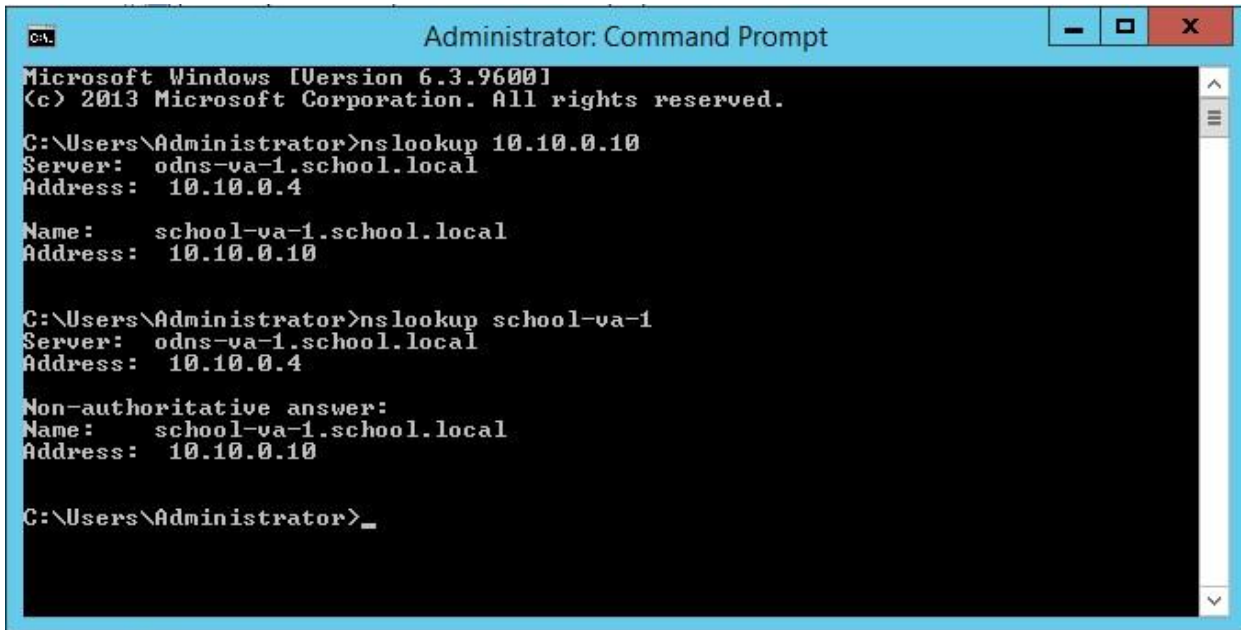 Administrator: Command Prompt
Microsoft Windows [Version 6.3.9600]
(c) 2013 Microsoft Corporation. All rights reserved.
C:\Users\Administrator>nslookup 10.10.0.10
Server:  odns-va-1.school.local
Address:  10.10.0.4
Name:    school-va-1.school.local
Address:  10.10.0.10
C:\Users\Administrator>nslookup school-va-1
Server:  odns-va-1.school.local
Address:  10.10.0.4
Non-authoritative answer:
Name:    school-va-1.school.local
Address:  10.10.0.10
C:\Users\Administrator>_